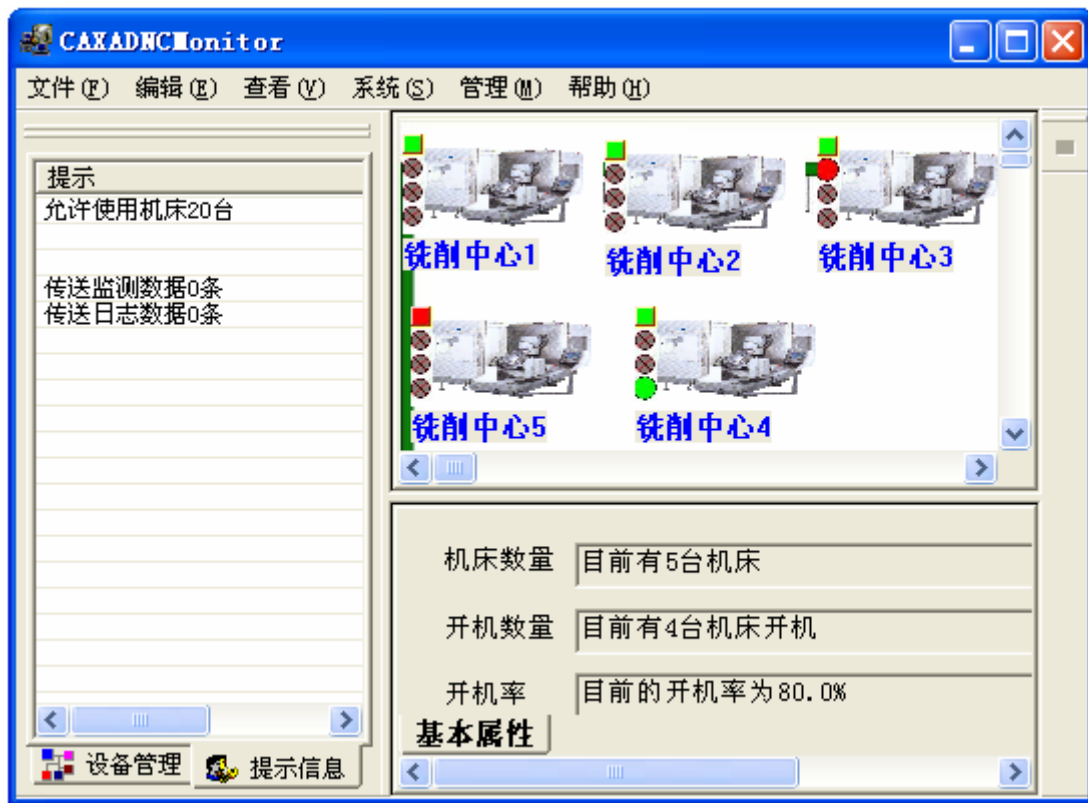 CAXADNCMonitor
文件(F) 编辑(E) 查看(V) 系统(S) 管理(M) 帮助(H)
提示
允许使用机床20台
传送监测数据0条
传送日志数据0条
设备管理 提示信息
铣削中心1 铣削中心2 铣削中心3
铣削中心5 铣削中心4
机床数量 目前有5台机床
开机数量 目前有4台机床开机
开机率 目前的开机率为80.0%
基本属性